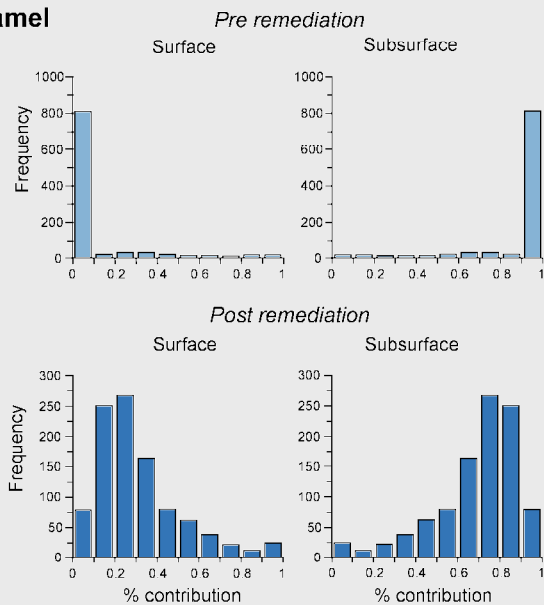 amel
Pre remediation
Surface Subsurface
1000 1000
800 800
600 600
400 400
200 200
0 0
Frequency
0 0 2 0 4 0 6 0.8 1 0 0.2 0 4 0 6 0.8 1
Post remediation
Surface Subsurface
300 300
250 250
200 200
150 150
100 100
50 50
0 0
Frequency
0 0.2 0 4 0 6 0.8 1 0 0.2 0 4 0 6 0.8 1
% contribution % contribution